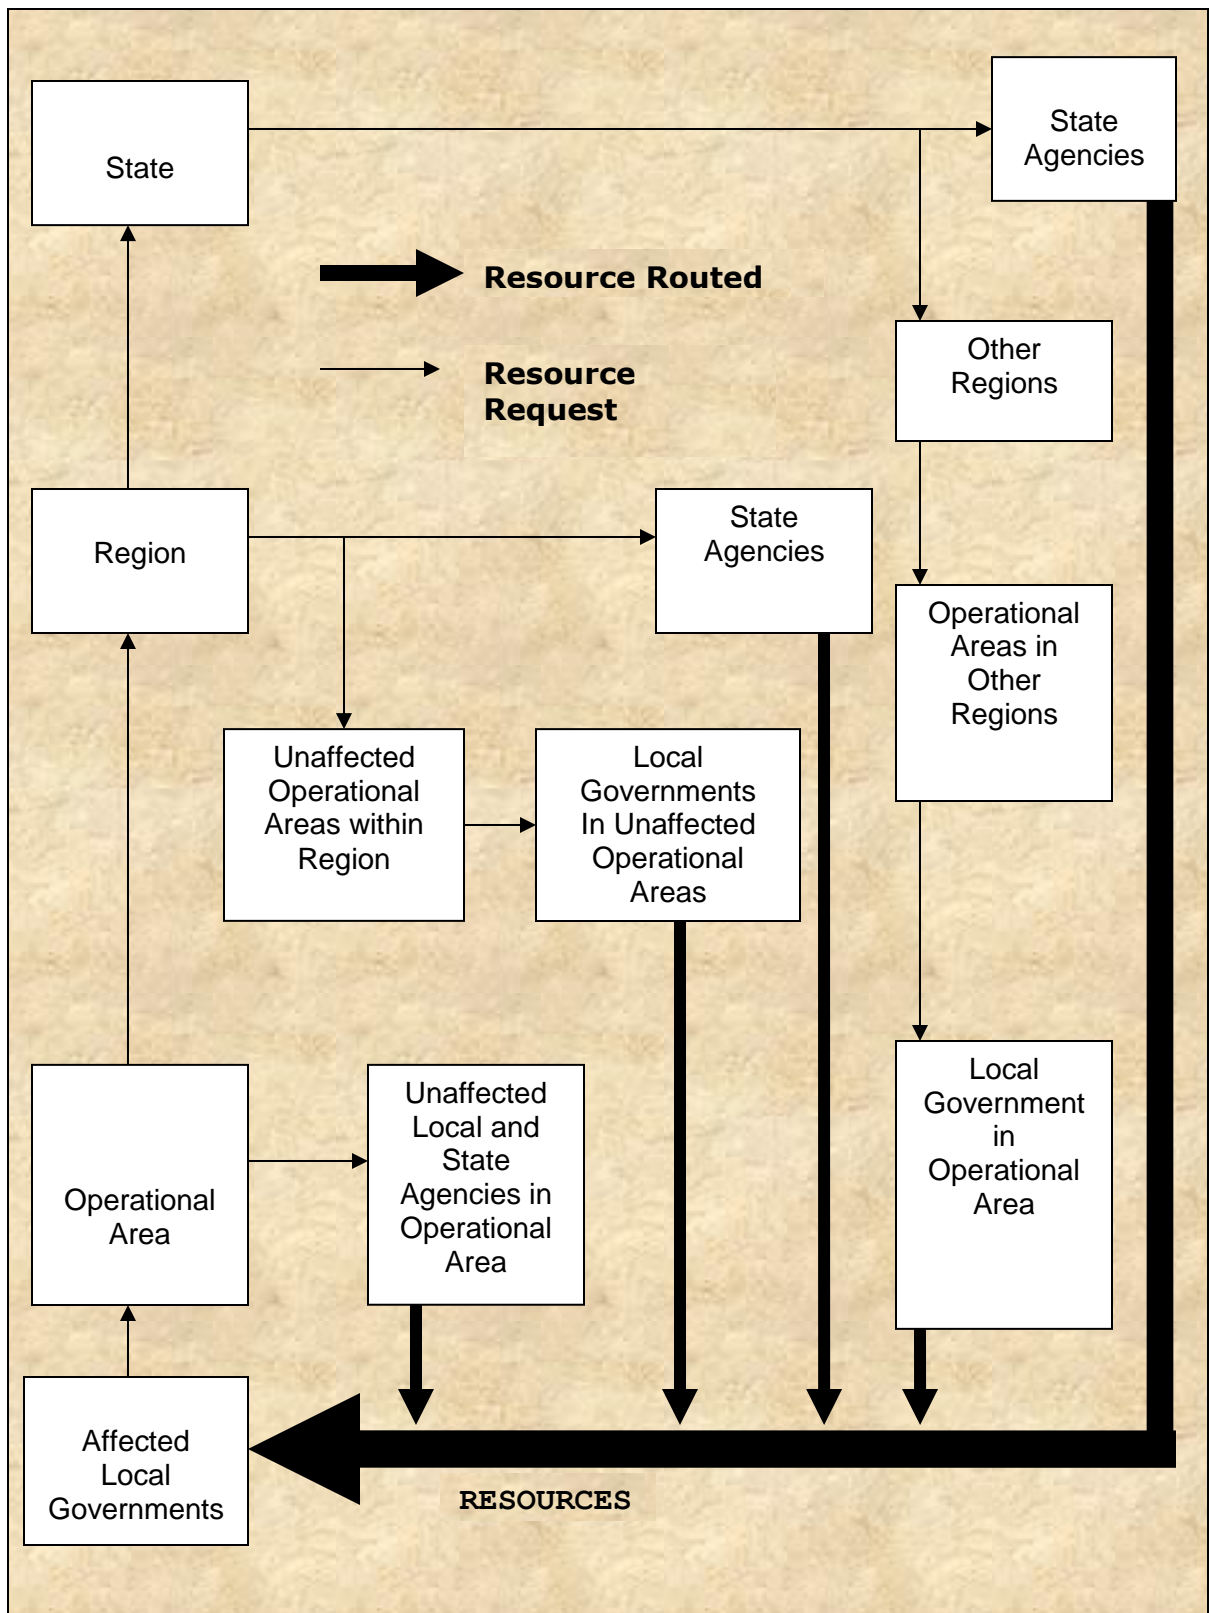 State
State
Agencies
Resource Routed
Resource
Request
Other
Regions
Region
State
Agencies
Operational
Areas in
Other
Regions
Unaffected
Operational
Areas within
Region
Local
Governments
In Unaffected
Operational
Areas
Operational
Area
Unaffected
Local and
State
Agencies in
Operational
Area
Local
Government
in
Operational
Area
Affected
Local
Governments
RESOURCES